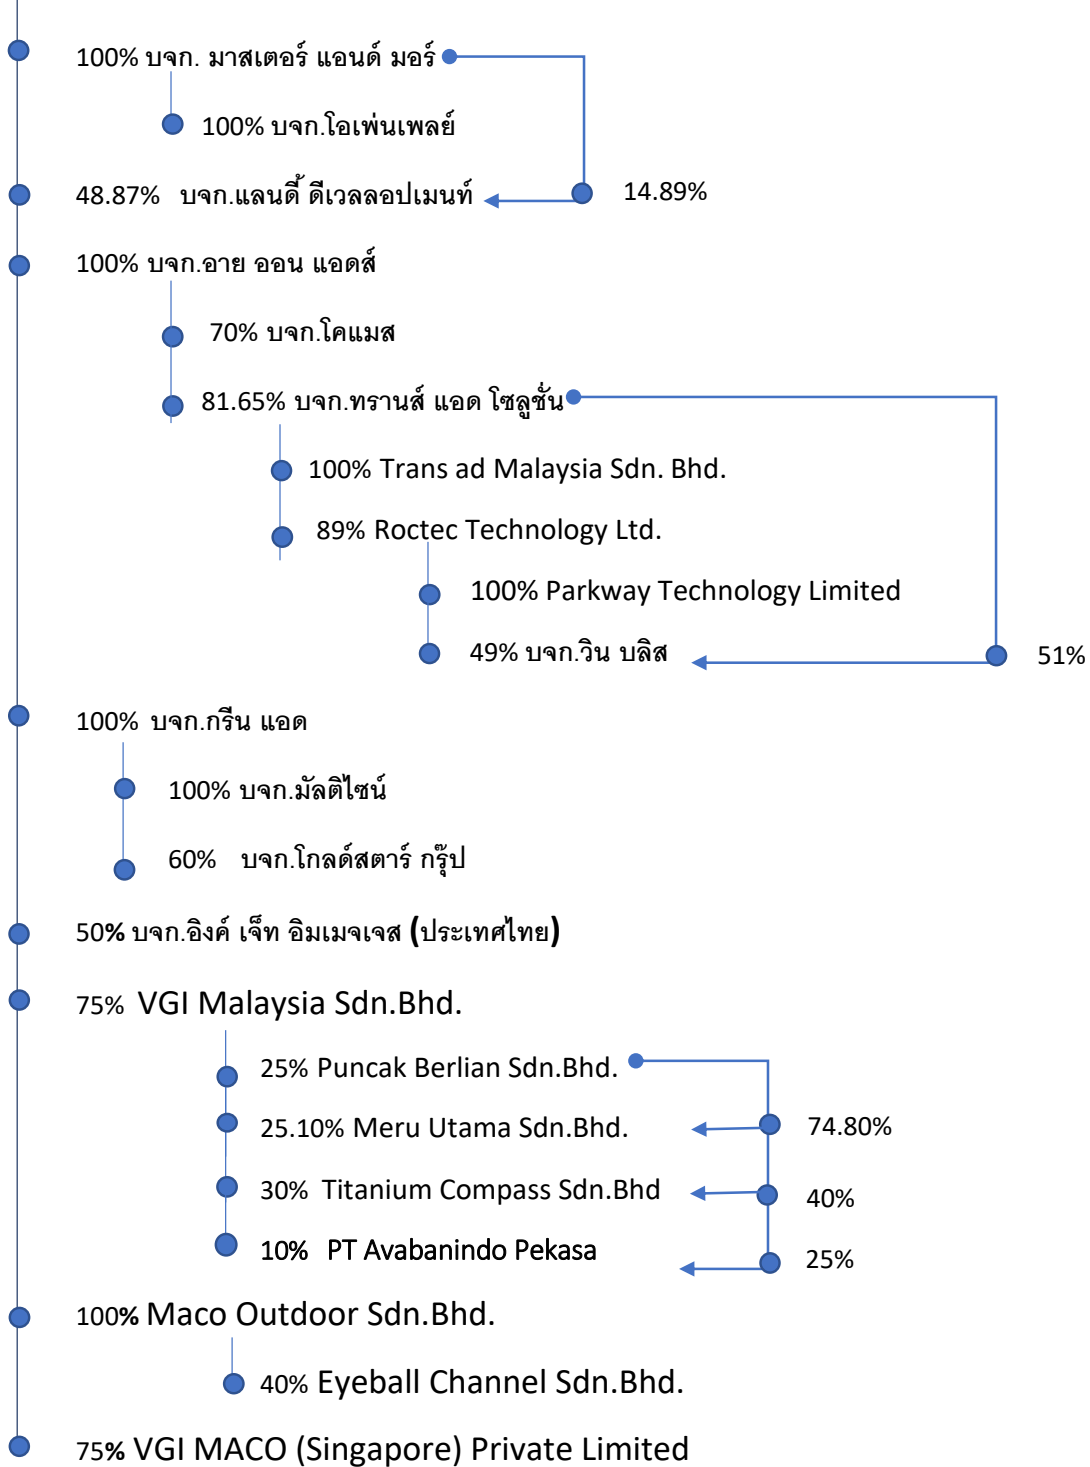 100% บจก. มาสเตอร์ แอนด์ มอร์
100% บจก.โอเพ่นเพลย์
48.87% บจก.แลนดี้ ดีเวลลอปเมนท์ 14.89%
100% บจก.อาย ออน แอดส์
70% บจก.โคแมส
81.65% บจก.ทรานส์ แอด โซลูชั่น
100% Trans ad Malaysia Sdn. Bhd.
89% Roctec Technology Ltd.
100% Parkway Technology Limited
49% บจก.วิน บลิส 51%
100% บจก.กรีน แอด
100% บจก.มัลติไซน์
60% บจก.โกลด์สตาร์ กรุ๊ป
50% บจก.อิงค์ เจ็ท อิมเมจเจส (ประเทศไทย)
75% VGI Malaysia Sdn.Bhd.
25% Puncak Berlian Sdn.Bhd.
25.10% Meru Utama Sdn.Bhd. 74.80%
30% Titanium Compass Sdn.Bhd 40%
10% PT Avabanindo Pekasa 25%
100% Maco Outdoor Sdn.Bhd.
40% Eyeball Channel Sdn.Bhd.
75% VGI MACO (Singapore) Private Limited